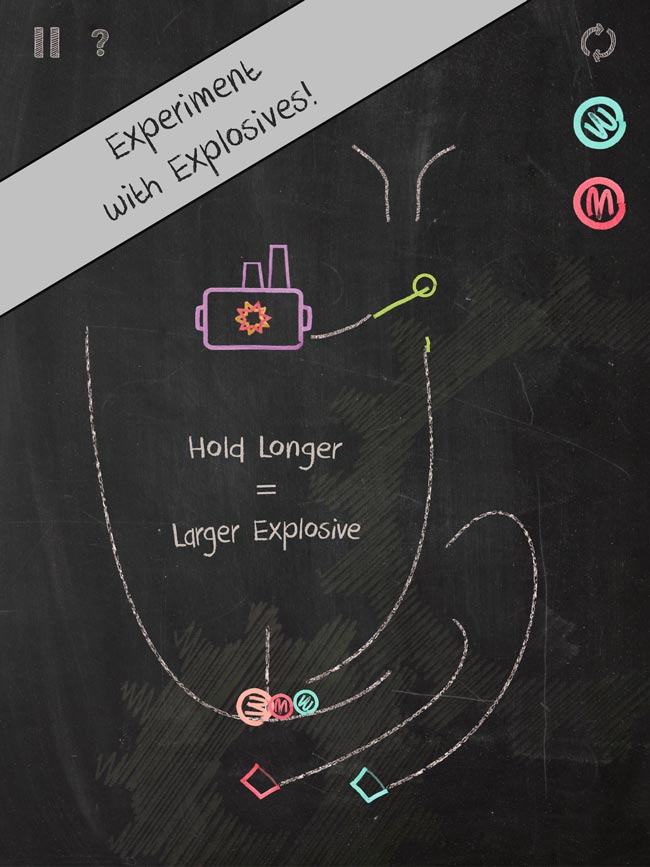 ?
Experiment
with Explosives!
W
M
Hold Longer
=
Larger Explosive
M
W